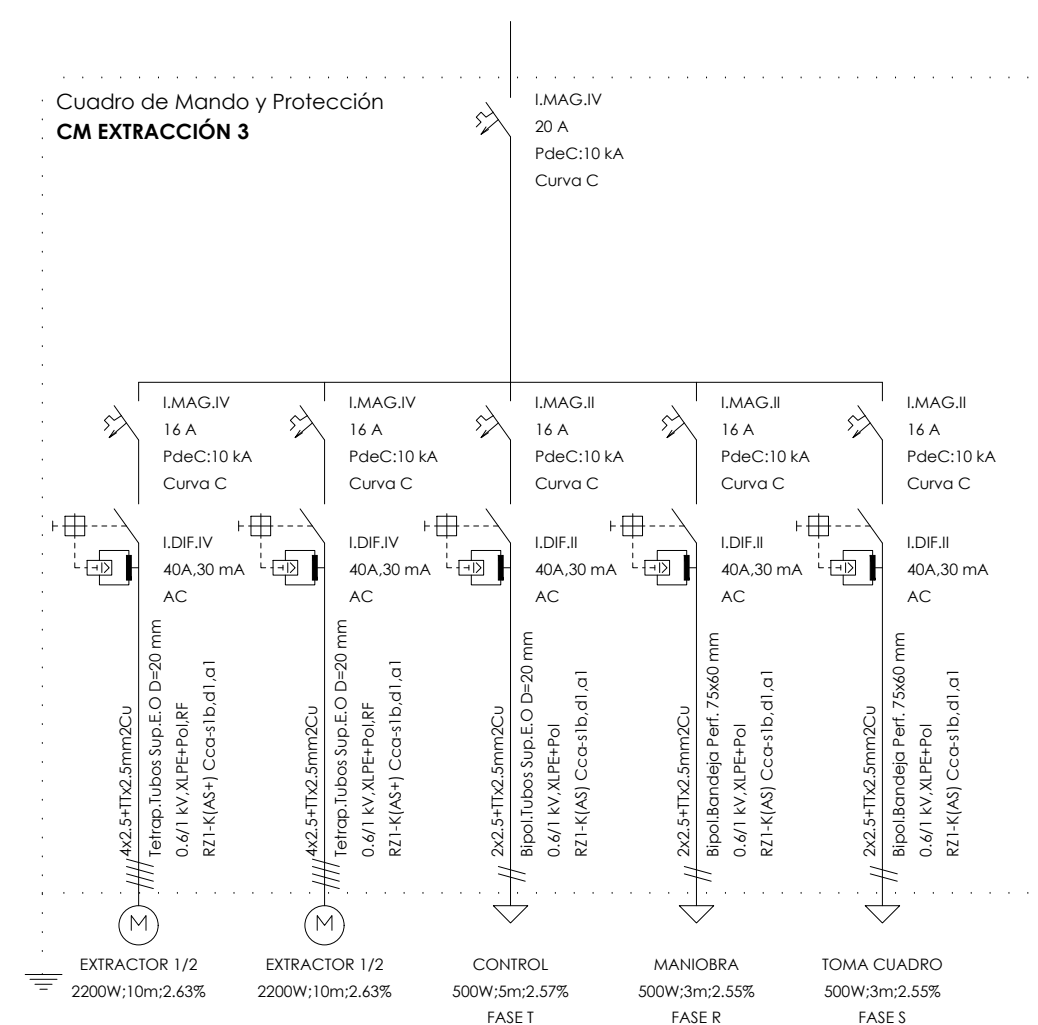 Cuadro de Mando y Protección
CM EXTRACCIÓN 3
I.MAG.IV
20 A
PdeC:10 kA
Curva C
I.MAG.IV
16 A
PdeC:10 kA
Curva C
I.MAG.IV
16 A
PdeC:10 kA
Curva C
I.MAG.II
16 A
PdeC:10 kA
Curva C
I.MAG.II
16 A
PdeC:10 kA
Curva C
I.MAG.II
16 A
PdeC:10 kA
Curva C
I.DIF.IV
40A,30 mA
AC
I.DIF.IV
40A,30 mA
AC
I.DIF.II
40A,30 mA
AC
I.DIF.II
40A,30 mA
AC
I.DIF.II
40A,30 mA
AC
4x2.5+TTx2.5mm2Cu
Tetrap.Tubos Sup.E.O D=20 mm
0.6/1 kV,XLPE+Pol,RF
RZ1-K(AS+) Cca-s1b,d1,a1
4x2.5+TTx2.5mm2Cu
Tetrap.Tubos Sup.E.O D=20 mm
0.6/1 kV,XLPE+Pol,RF
RZ1-K(AS+) Cca-s1b,d1,a1
2x2.5+TTx2.5mm2Cu
Bipol.Tubos Sup.E.O D=20 mm
0.6/1 kV,XLPE+Pol
RZ1-K(AS) Cca-s1b,d1,a1
2x2.5+TTx2.5mm2Cu
Bipol.Bandeja Perf. 75x60 mm
0.6/1 kV,XLPE+Pol
RZ1-K(AS) Cca-s1b,d1,a1
2x2.5+TTx2.5mm2Cu
Bipol.Bandeja Perf. 75x60 mm
0.6/1 kV,XLPE+Pol
RZ1-K(AS) Cca-s1b,d1,a1
M
M
EXTRACTOR 1/2
2200W;10m;2.63%
EXTRACTOR 1/2
2200W;10m;2.63%
CONTROL
500W;5m;2.57%
FASE T
MANIOBRA
500W;3m;2.55%
FASE R
TOMA CUADRO
500W;3m;2.55%
FASE S